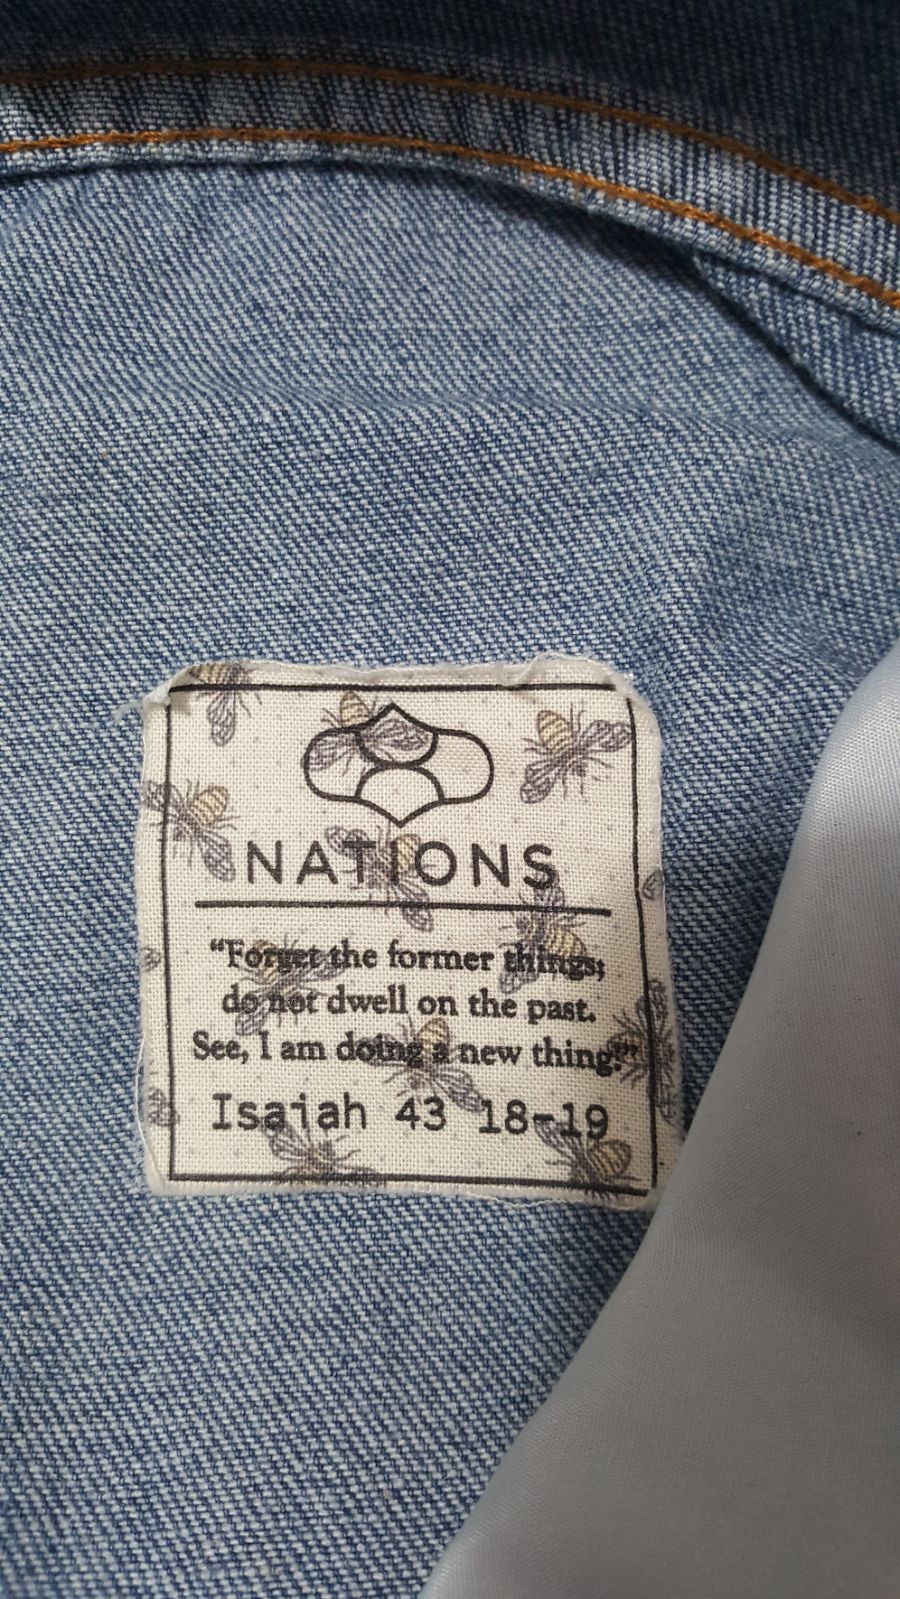 NATIONS
“Forget the former things;
do not dwell on the past.
See, I am doing a new thing!”
Isaiah 43 18-19